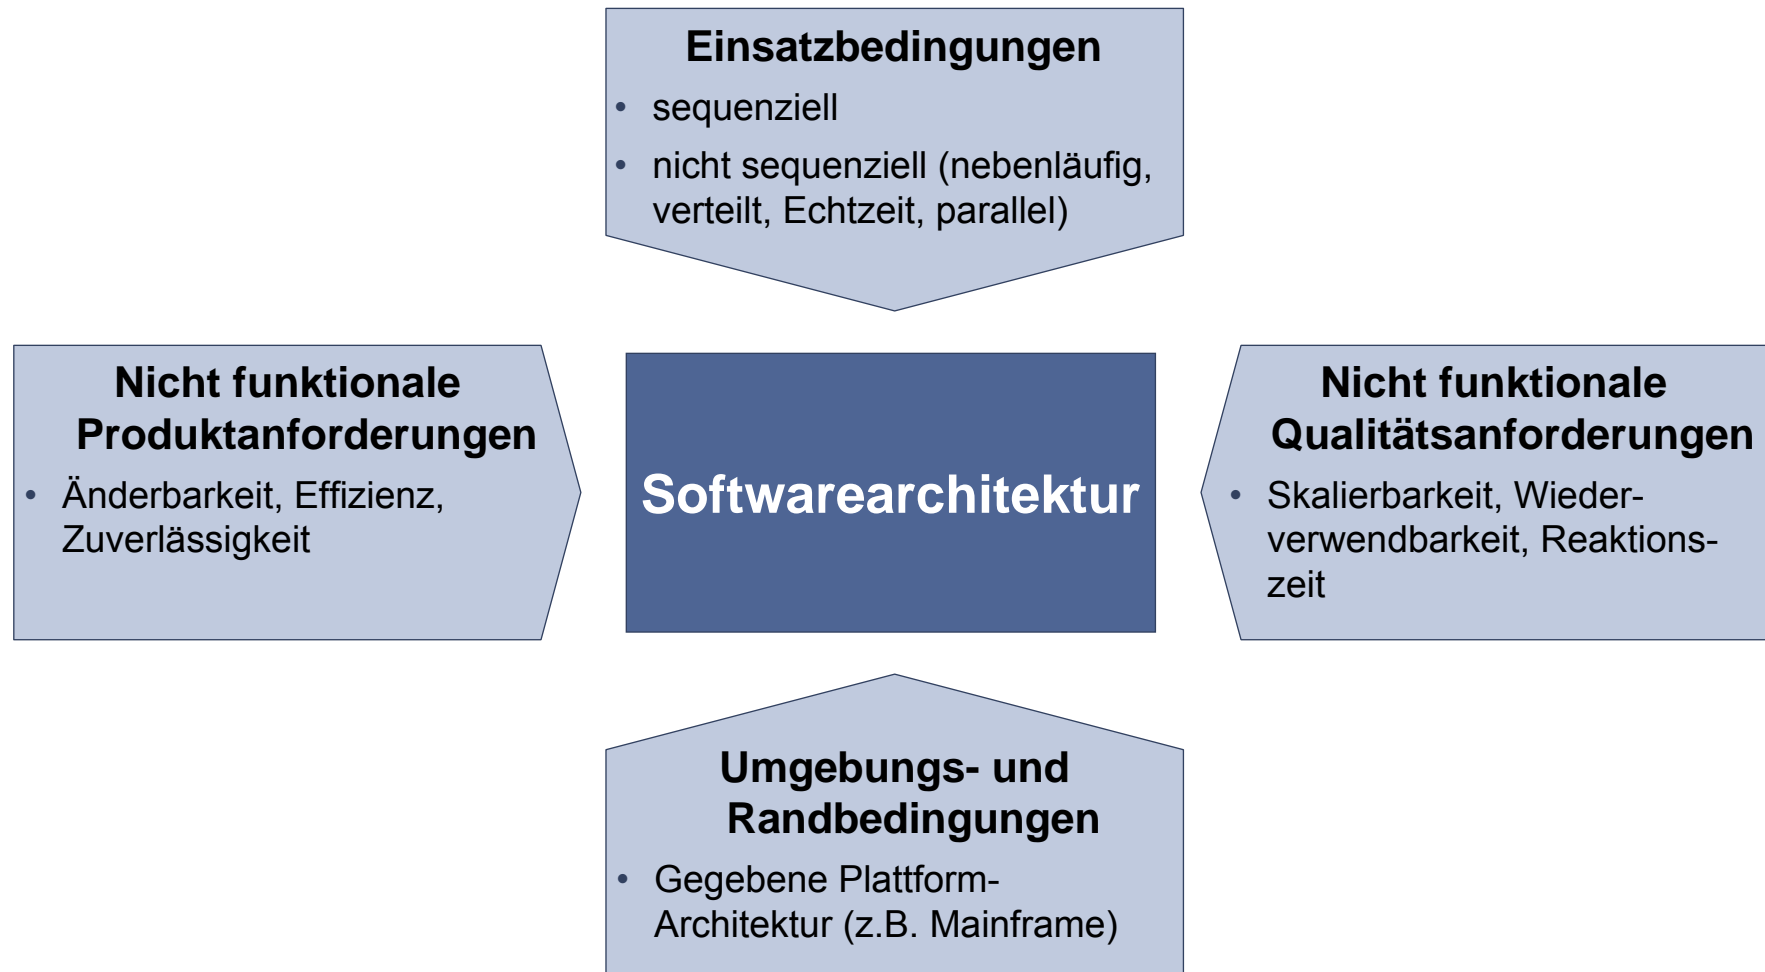 Einsatzbedingungen
• sequenziell
• nicht sequenziell (nebenläufig,
verteilt, Echtzeit, parallel)
Nicht funktionale
Produktanforderungen
• Änderbarkeit, Effizienz,
Zuverlässigkeit
Softwarearchitektur
Nicht funktionale
Qualitätsanforderungen
• Skalierbarkeit, Wieder-
verwendbarkeit, Reaktions-
zeit
Umgebungs- und
Randbedingungen
• Gegebene Plattform-
Architektur (z.B. Mainframe)